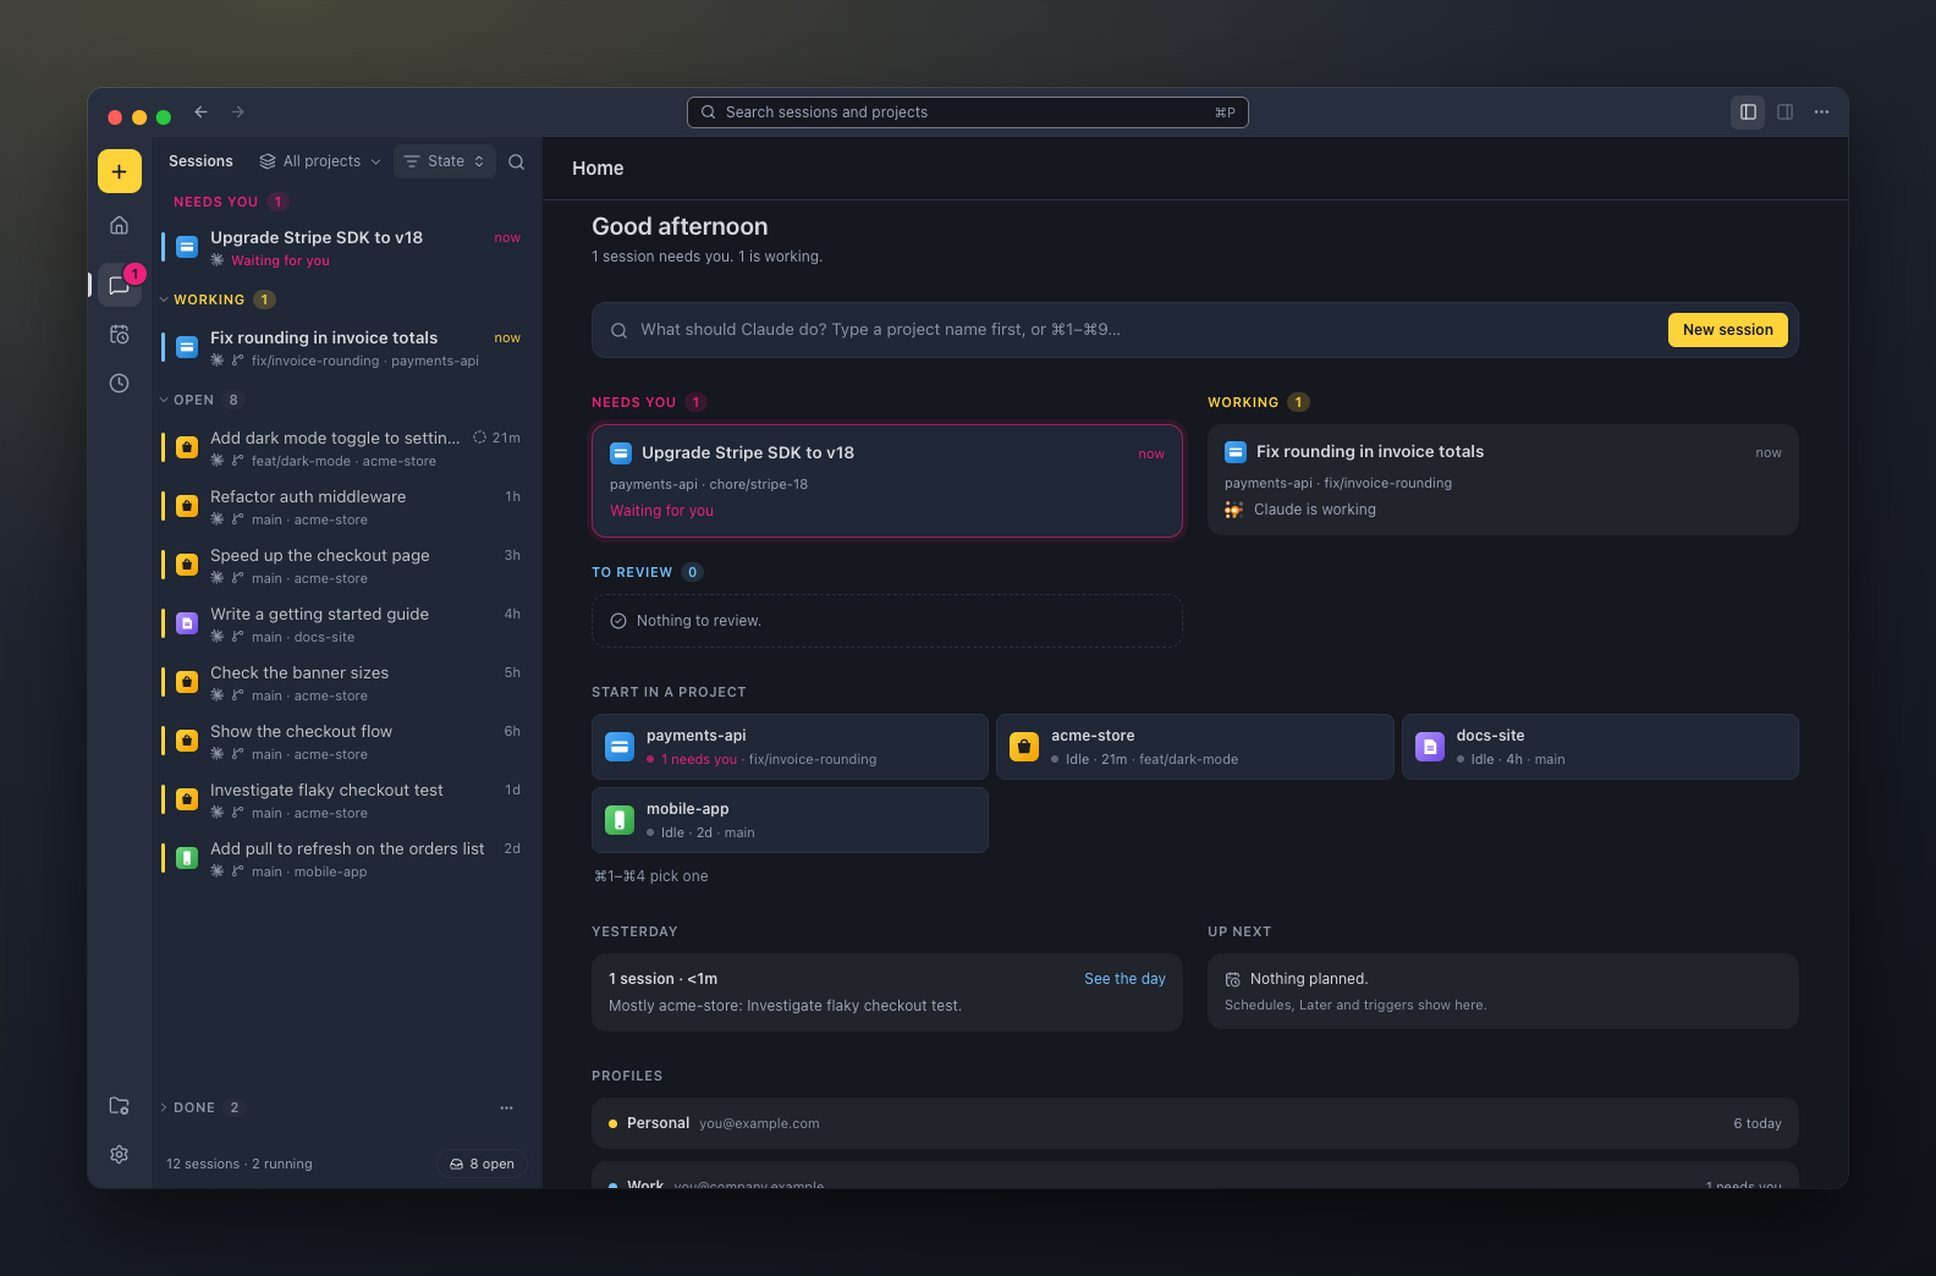 Search sessions and projects ⌘P
Sessions All projects State
NEEDS YOU 1
Upgrade Stripe SDK to v18 now
Waiting for you
1
WORKING 1
Fix rounding in invoice totals now
fix/invoice-rounding · payments-api
OPEN 8
Add dark mode toggle to settin... 21m
feat/dark-mode · acme-store
Refactor auth middleware 1h
main · acme-store
Speed up the checkout page 3h
main · acme-store
Write a getting started guide 4h
main · docs-site
Check the banner sizes 5h
main · acme-store
Show the checkout flow 6h
main · acme-store
Investigate flaky checkout test 1d
main · acme-store
Add pull to refresh on the orders list 2d
main · mobile-app
DONE 2
12 sessions · 2 running 8 open
Home
Good afternoon
1 session needs you. 1 is working.
What should Claude do? Type a project name first, or ⌘1–⌘9... New session
NEEDS YOU 1
Upgrade Stripe SDK to v18 now
payments-api · chore/stripe-18
Waiting for you
WORKING 1
Fix rounding in invoice totals now
payments-api · fix/invoice-rounding
Claude is working
TO REVIEW 0
Nothing to review.
START IN A PROJECT
payments-api
1 needs you · fix/invoice-rounding
acme-store
Idle · 21m · feat/dark-mode
docs-site
Idle · 4h · main
mobile-app
Idle · 2d · main
⌘1–⌘4 pick one
YESTERDAY
1 session · <1m See the day
Mostly acme-store: Investigate flaky checkout test.
UP NEXT
Nothing planned.
Schedules, Later and triggers show here.
PROFILES
Personal you@example.com 6 today
Work you@company.example 1 needs you